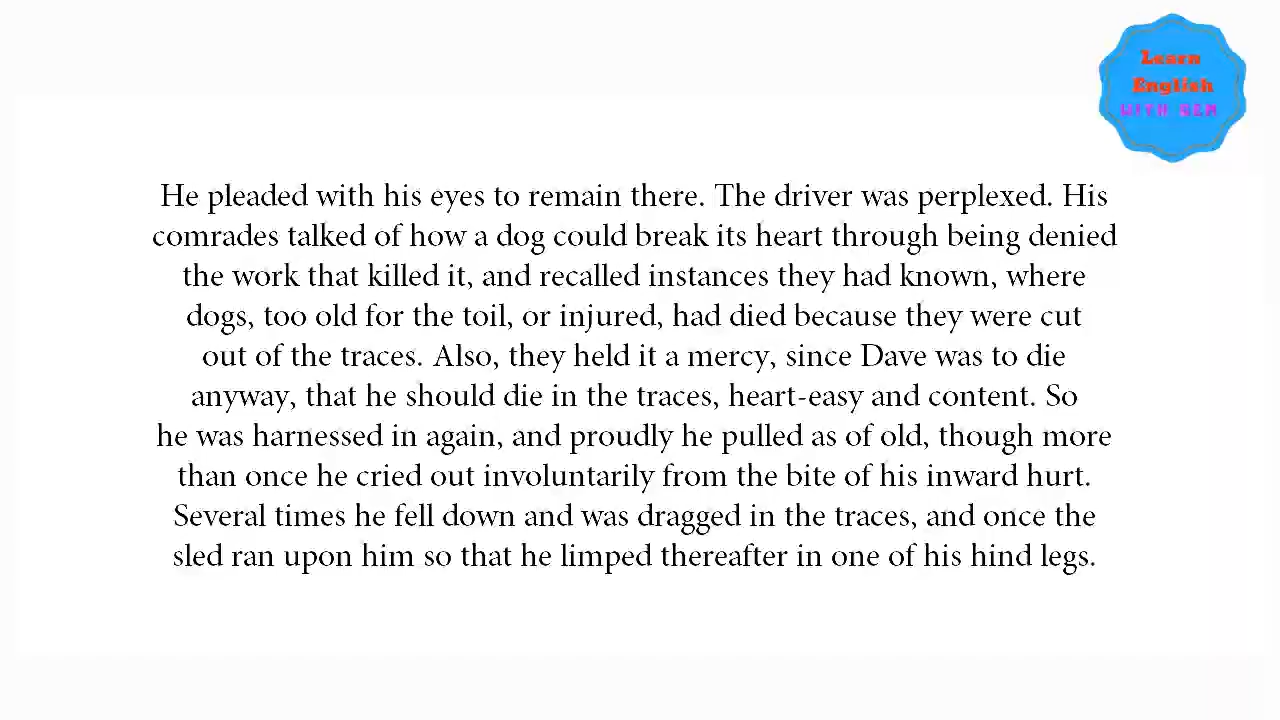 Learn
English
WITH GEM
He pleaded with his eyes to remain there. The driver was perplexed. His
comrades talked of how a dog could break its heart through being denied
the work that killed it, and recalled instances they had known, where
dogs, too old for the toil, or injured, had died because they were cut
out of the traces. Also, they held it a mercy, since Dave was to die
anyway, that he should die in the traces, heart-easy and content. So
he was harnessed in again, and proudly he pulled as of old, though more
than once he cried out involuntarily from the bite of his inward hurt.
Several times he fell down and was dragged in the traces, and once the
sled ran upon him so that he limped thereafter in one of his hind legs.